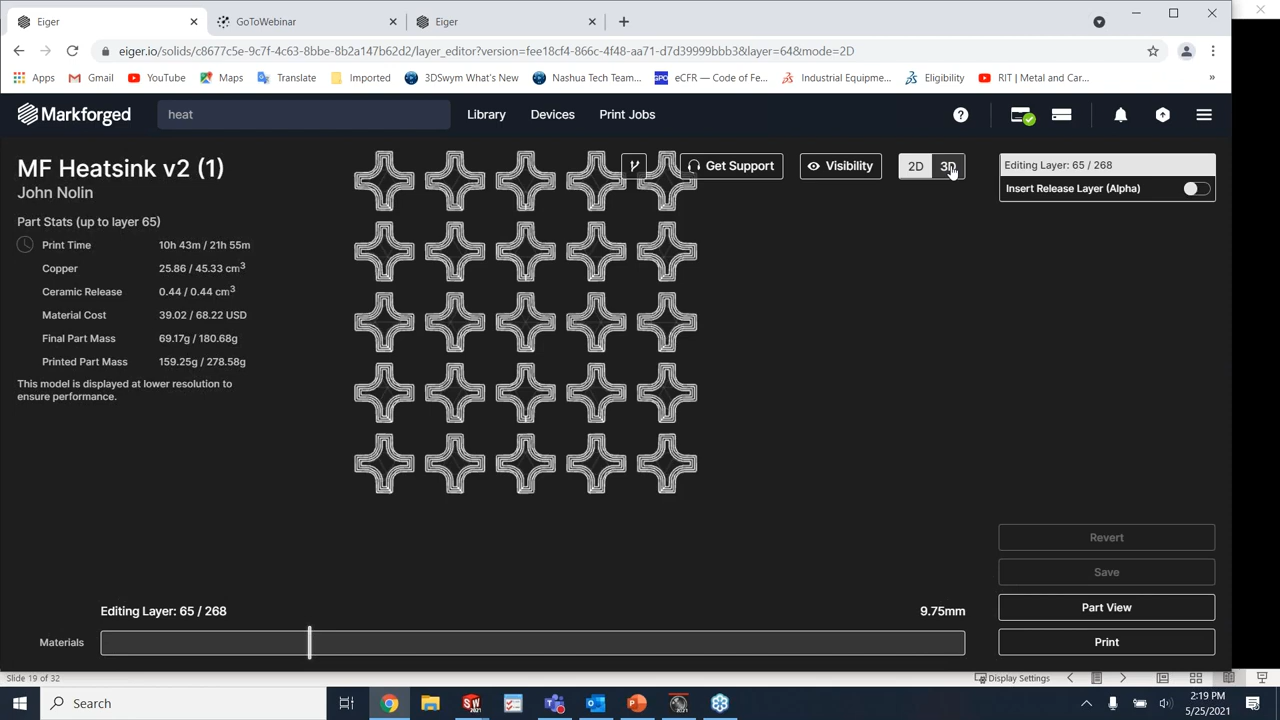 Eiger
GoToWebinar
Eiger
eiger.io/solids/c8677c5e-9c7f-4c63-8bbe-8b2a147b62d2/layer_editor?version=fee18cf4-866c-4f48-aa71-d7d39999bbb3&layer=64&mode=2D
Apps
Gmail
YouTube
Maps
Translate
Imported
3DSwym What's New
Nashua Tech Team...
eCFR — Code of Fe...
Industrial Equipme...
Eligibility
RIT | Metal and Car...
»
Markforged
heat
Library
Devices
Print Jobs
MF Heatsink v2 (1)
John Nolin
Get Support
Visibility
2D
3D
Editing Layer: 65 / 268
Insert Release Layer (Alpha)
Part Stats (up to layer 65)
Print Time 10h 43m / 21h 55m
Copper 25.86 / 45.33 cm³
Ceramic Release 0.44 / 0.44 cm³
Material Cost 39.02 / 68.22 USD
Final Part Mass 69.17g / 180.68g
Printed Part Mass 159.25g / 278.58g
This model is displayed at lower resolution to
ensure performance.
Revert
Save
Part View
Print
Editing Layer: 65 / 268
9.75mm
Materials
Slide 19 of 32
Display Settings
Search
2:19 PM
5/25/2021